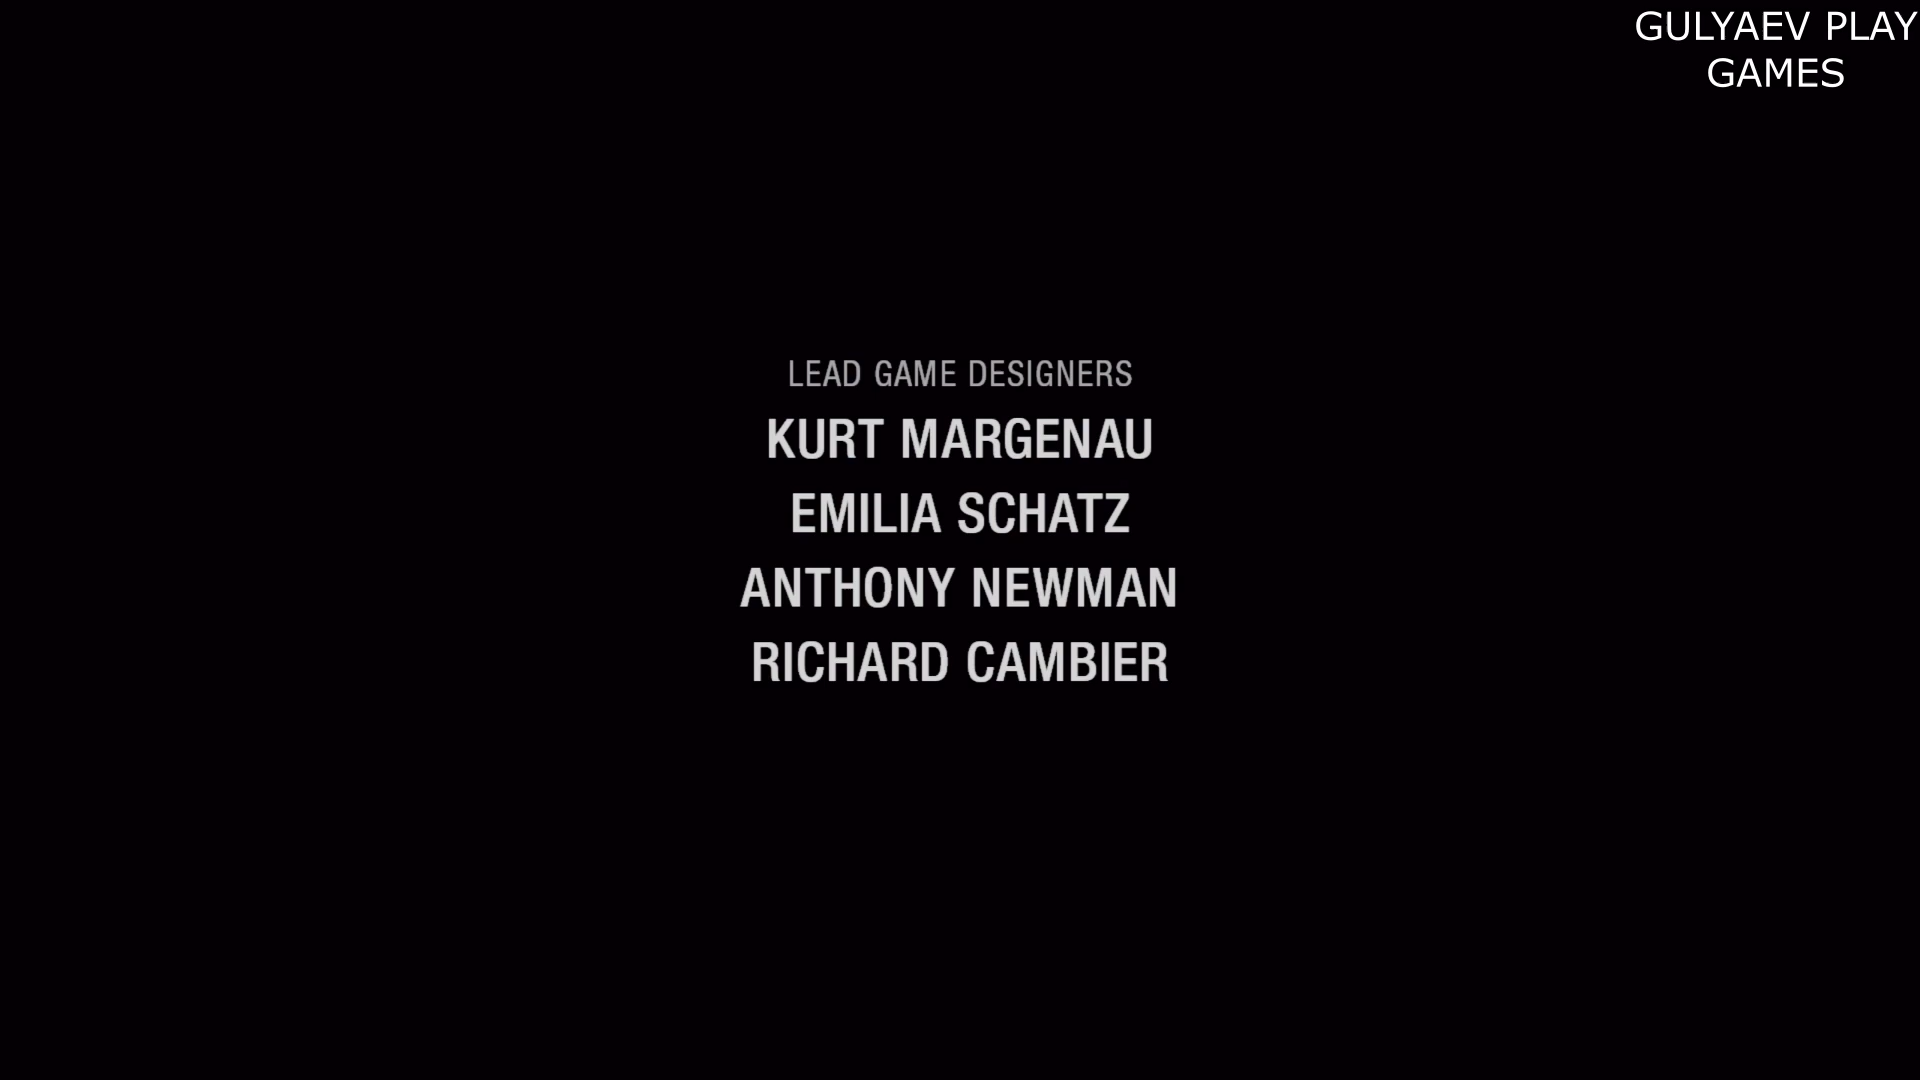 GULYAEV PLAY
GAMES
LEAD GAME DESIGNERS
KURT MARGENAU
EMILIA SCHATZ
ANTHONY NEWMAN
RICHARD CAMBIER